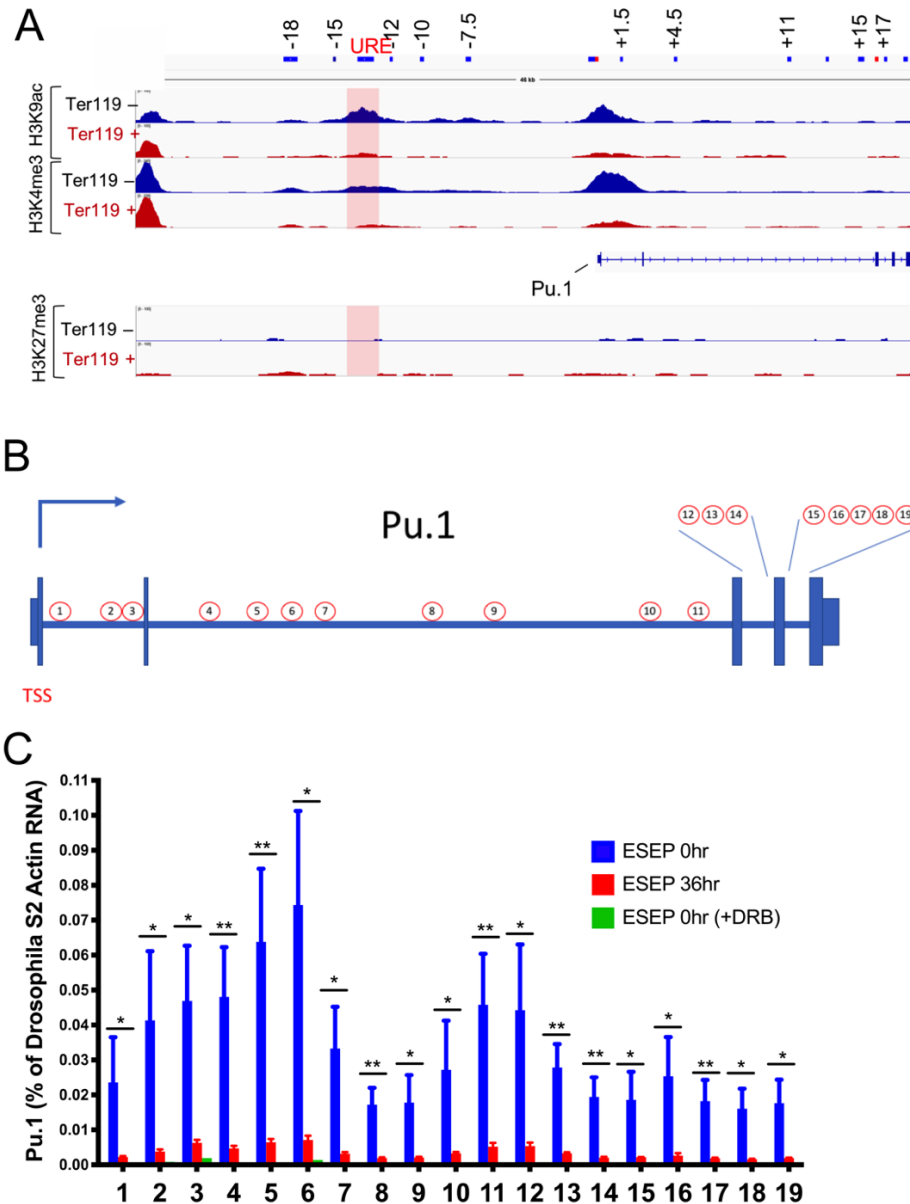 A
-18
-15
URE
-12
-10
-7.5
+1.5
+4.5
+11
+15
+17
46 kb
H3K9ac
Ter119 –
Ter119 +
H3K4me3
Ter119 –
Ter119 +
Pu.1
H3K27me3
Ter119 –
Ter119 +
B
Pu.1
12 13 14
15 16 17 18 19
1 2 3 4 5 6 7 8 9 10 11
TSS
C
Pu.1 (% of Drosophila S2 Actin RNA)
0.11
0.10
0.09
0.08
0.07
0.06
0.05
0.04
0.03
0.02
0.01
0.00
* * * ** ** * * ** * * ** * ** ** * * ** * *
ESEP 0hr
ESEP 36hr
ESEP 0hr (+DRB)
1 2 3 4 5 6 7 8 9 10 11 12 13 14 15 16 17 18 19